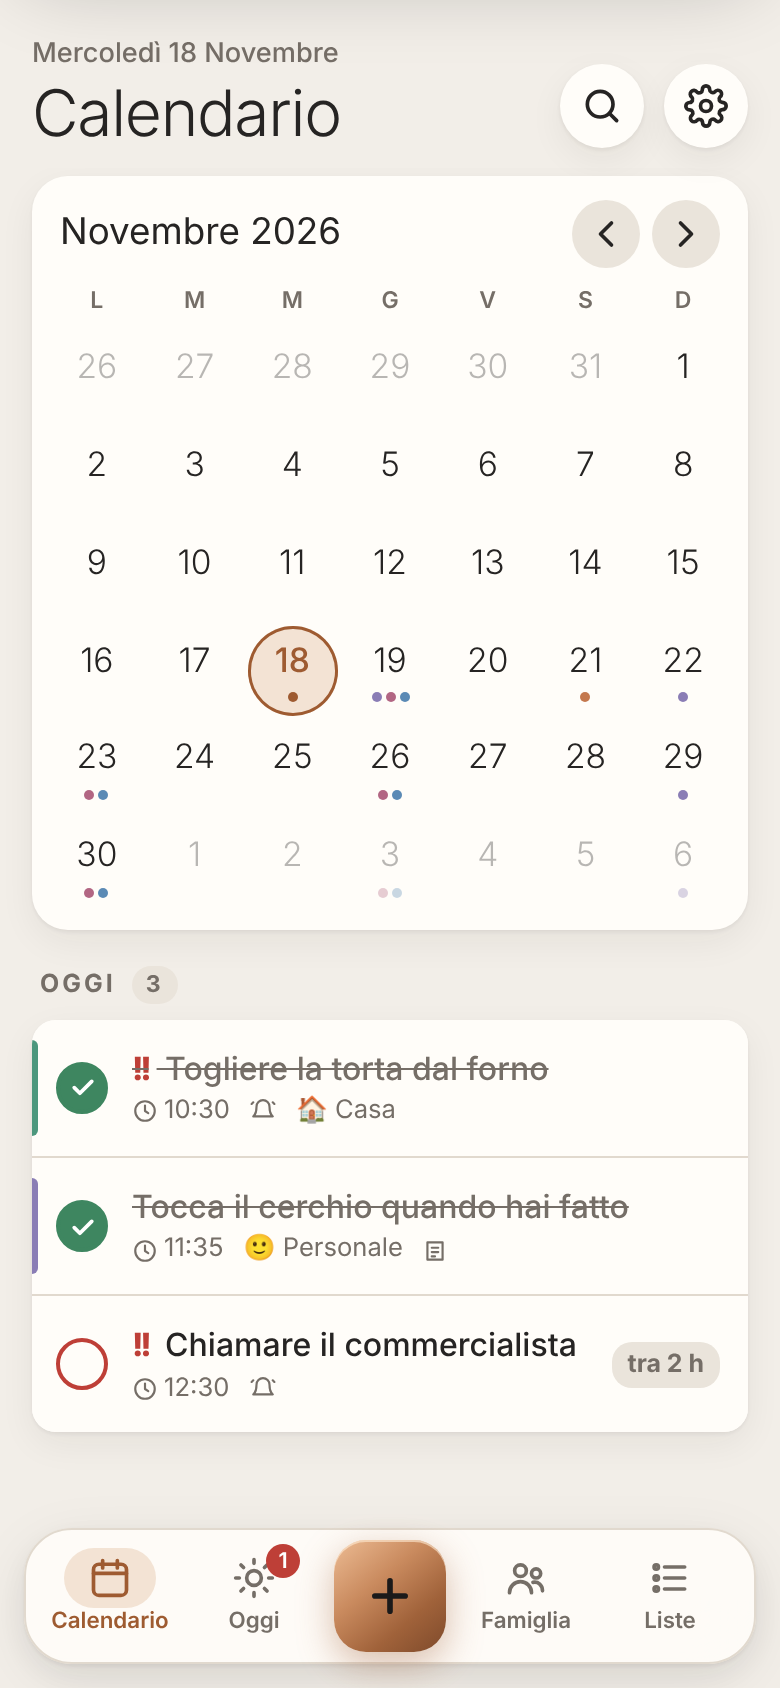 Mercoledì 18 Novembre
Calendario
Novembre 2026
L M M G V S D
26 27 28 29 30 31 1
2 3 4 5 6 7 8
9 10 11 12 13 14 15
16 17 18 19 20 21 22
23 24 25 26 27 28 29
30 1 2 3 4 5 6
OGGI 3
‼ Togliere la torta dal forno
10:30 🏠 Casa
Tocca il cerchio quando hai fatto
11:35 🙂 Personale
‼ Chiamare il commercialista tra 2 h
12:30
1
Calendario Oggi + Famiglia Liste